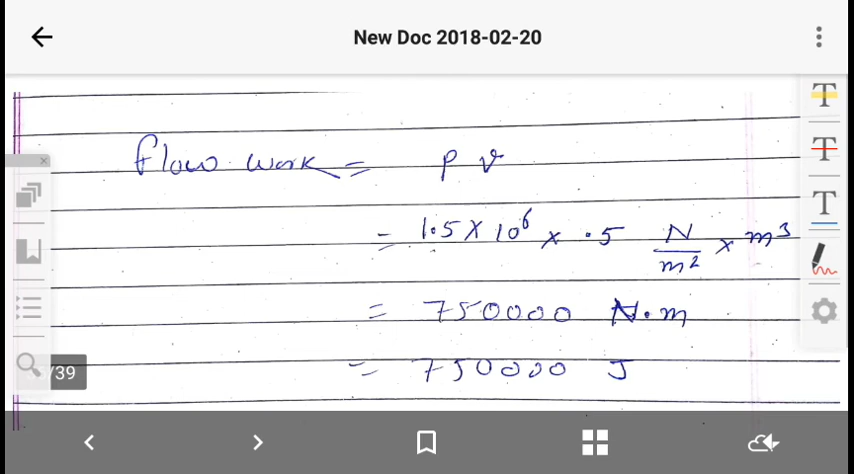 New Doc 2018-02-20
flow work = p v
= 1.5 × 10⁶ × .5 N/m² × m³
= 750000 N.m
= 750000 J
/39